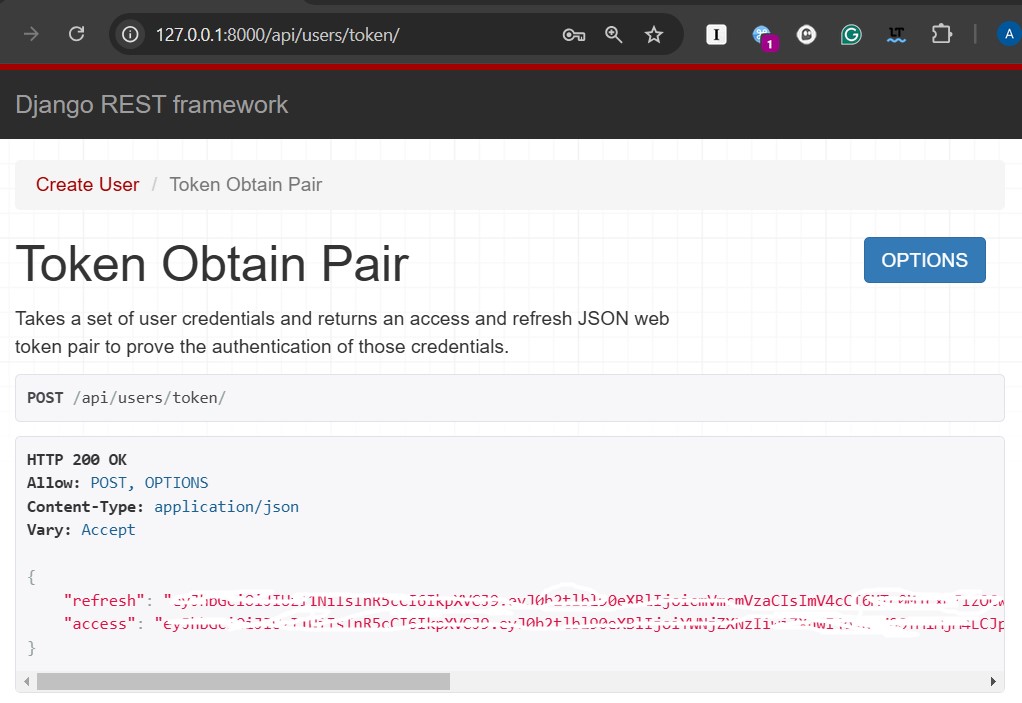 127.0.0.1:8000/api/users/token/
1
A
Django REST framework
Create User / Token Obtain Pair
Token Obtain Pair
OPTIONS
Takes a set of user credentials and returns an access and refresh JSON web
token pair to prove the authentication of those credentials.
POST /api/users/token/
HTTP 200 OK
Allow: POST, OPTIONS
Content-Type: application/json
Vary: Accept
{
"refresh": "
"access": "
}